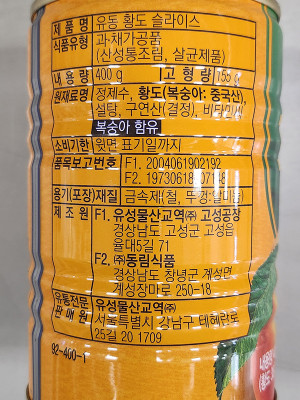 제 품 명 유동 황도 슬라이스
식품유형 과·채가공품
(산성통조림, 살균제품)
내 용 량 400 g 고 형 량
원재료명 정제수, 황도(복숭아: 중국산),
설탕, 구연산(결정), 비타민
복숭아 함유
소비기한 윗면 표기일까지
품목보고번호 F1. 2004061902192
F2.
용기(포장)재질 금속제(철, 뚜껑:알미늄)
제 조 원 F1. 유성물산교역㈜ 고성공장
경상남도 고성군 고성읍
율대5길 71
F2. ㈜동림식품
경상남도 창녕군 계성면
계성장마로 250-18
유통전문판매원 유성물산교역㈜
서울특별시 강남구 테헤란로
25길 20 1709
92-400-1